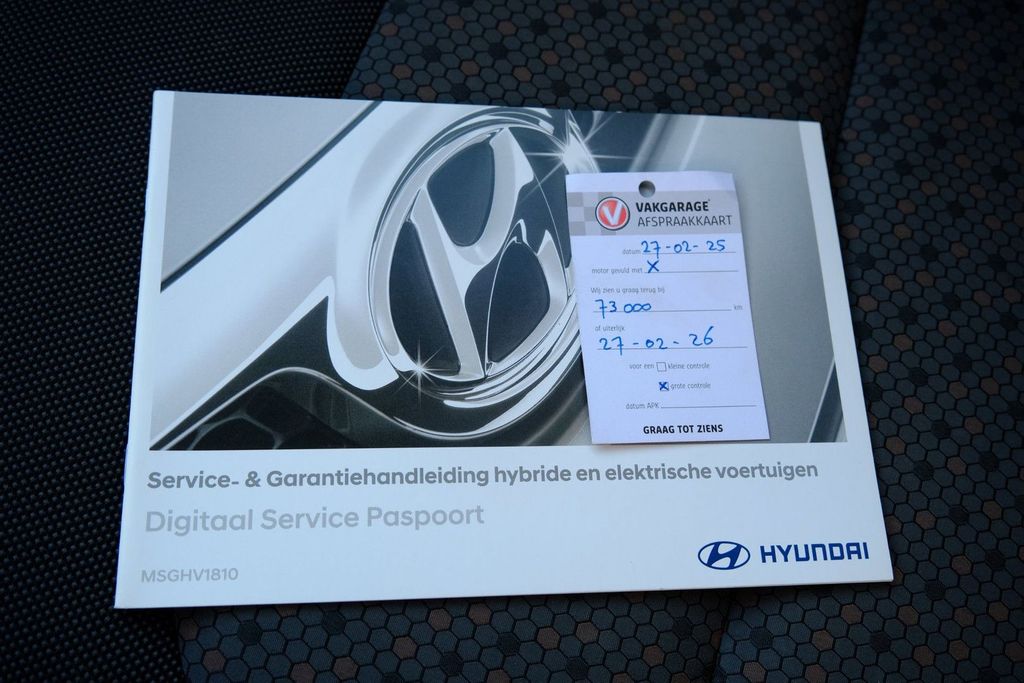 VAKGARAGE
AFSPRAAKKAART
datum 27-02-25
motor gevuld met X
Wij zien u graag terug bij
73 000 km
of uiterlijk
27-02-26
voor een kleine controle
X grote controle
datum APK
GRAAG TOT ZIENS
Service- & Garantiehandleiding hybride en elektrische voertuigen
Digitaal Service Paspoort
MSGHV1810
HYUNDAI